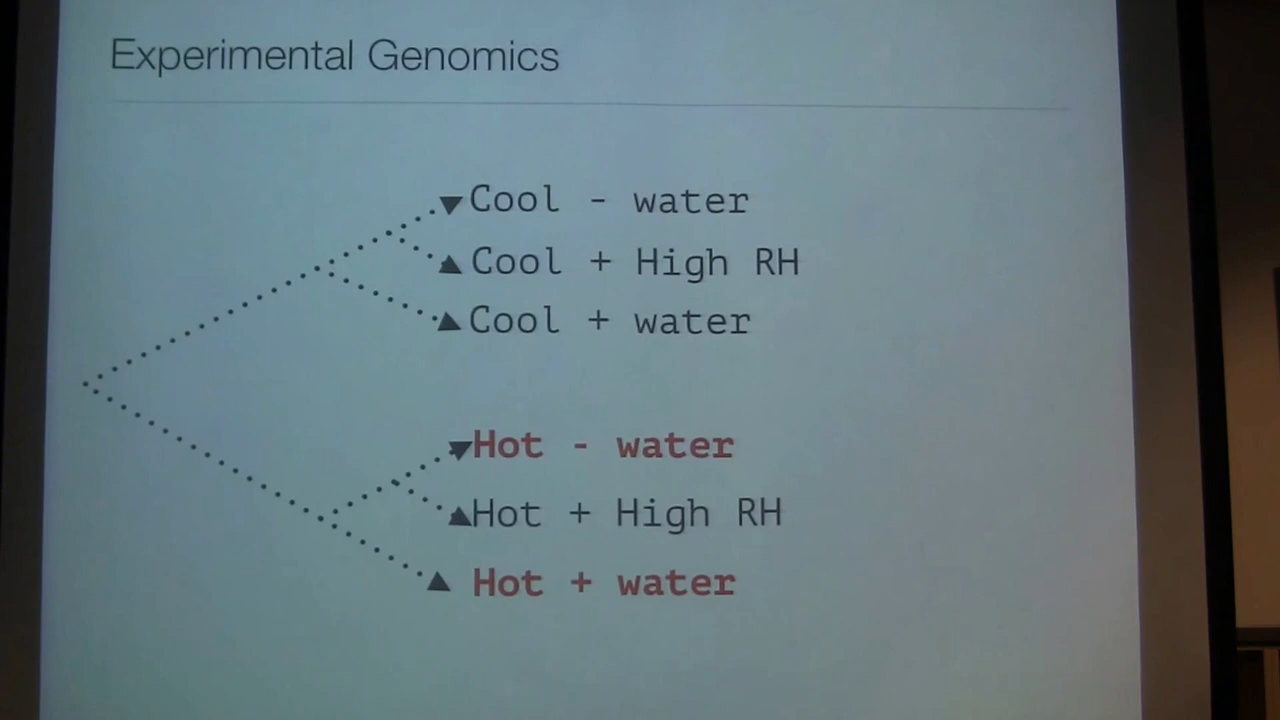 Experimental Genomics
Cool - water
Cool + High RH
Cool + water
Hot - water
Hot + High RH
Hot + water